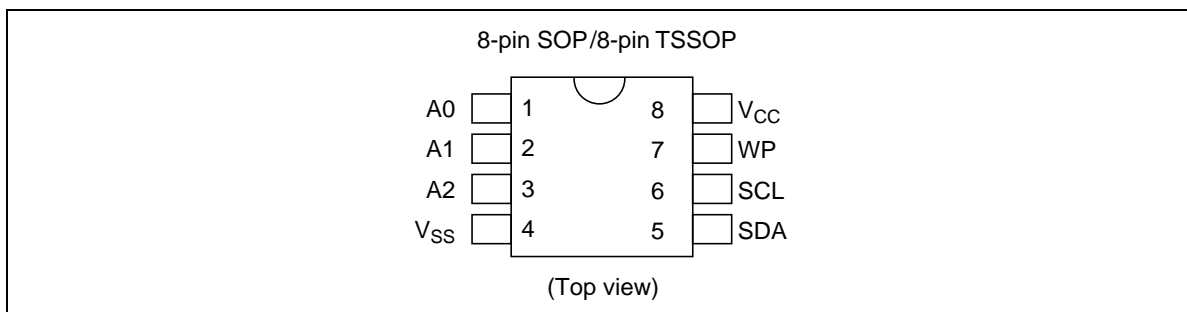 8-pin SOP/8-pin TSSOP
A0 1 8 VCC
A1 2 7 WP
A2 3 6 SCL
VSS 4 5 SDA
(Top view)